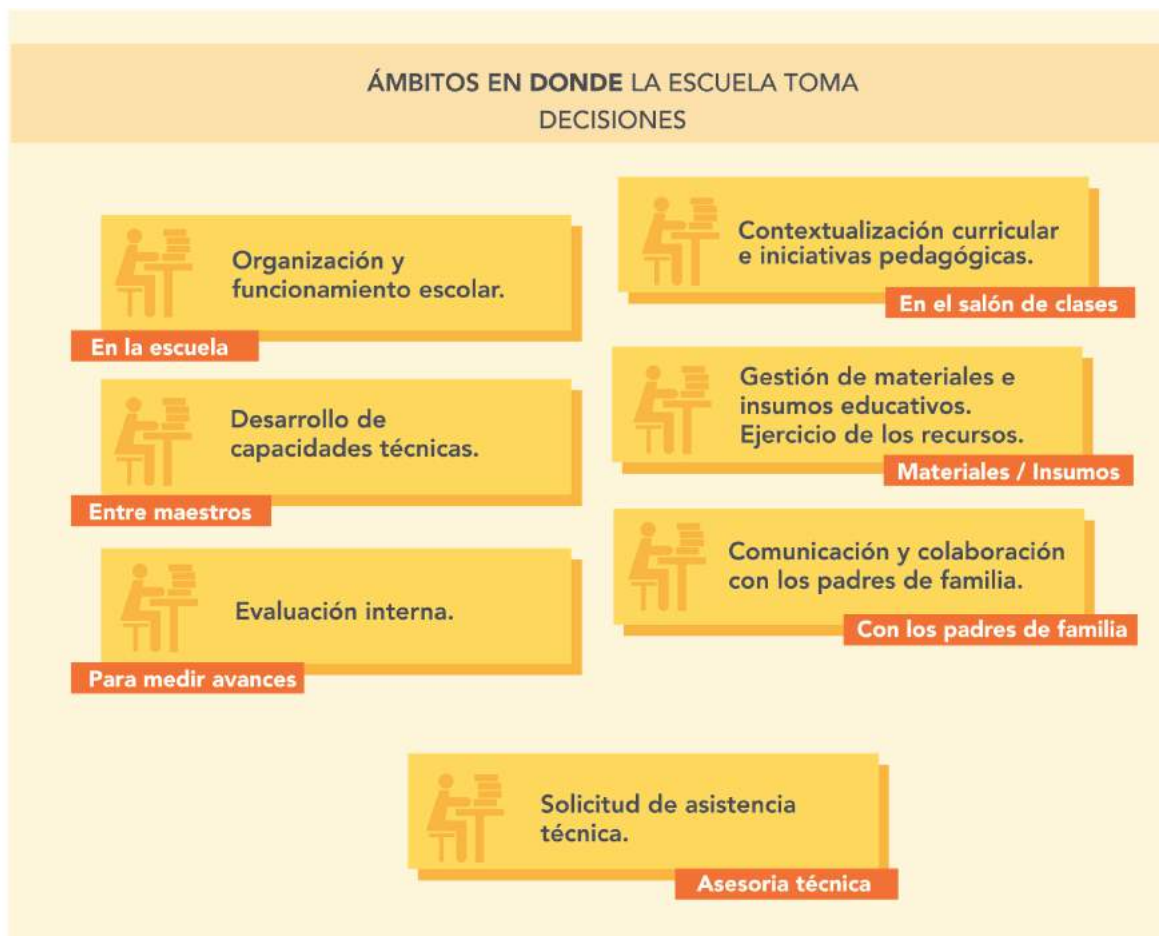 ÁMBITOS EN DONDE LA ESCUELA TOMA
DECISIONES
Organización y
funcionamiento escolar.
En la escuela
Contextualización curricular
e iniciativas pedagógicas.
En el salón de clases
Desarrollo de
capacidades técnicas.
Entre maestros
Gestión de materiales e
insumos educativos.
Ejercicio de los recursos.
Materiales / Insumos
Evaluación interna.
Para medir avances
Comunicación y colaboración
con los padres de familia.
Con los padres de familia
Solicitud de asistencia
técnica.
Asesoria técnica